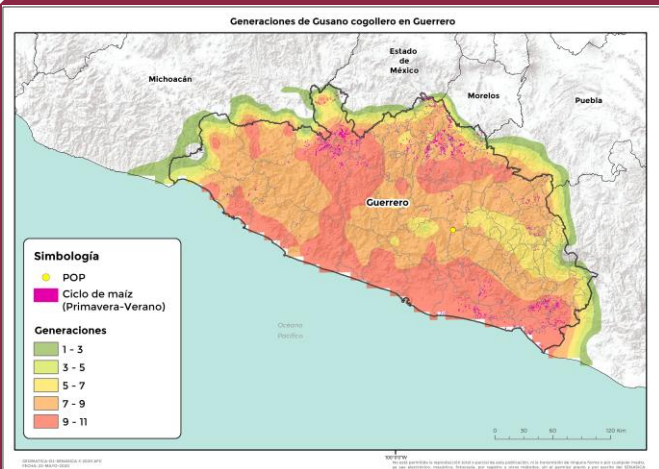 Generaciones de Gusano cogollero en Guerrero
Estado
de
México
Michoacán
Morelos
Puebla
Guerrero
Simbología
POP
Ciclo de maíz
(Primavera-Verano)
Generaciones
1 - 3
3 - 5
5 - 7
7 - 9
9 - 11
Océano
Pacífico
0 30 60 120 Km